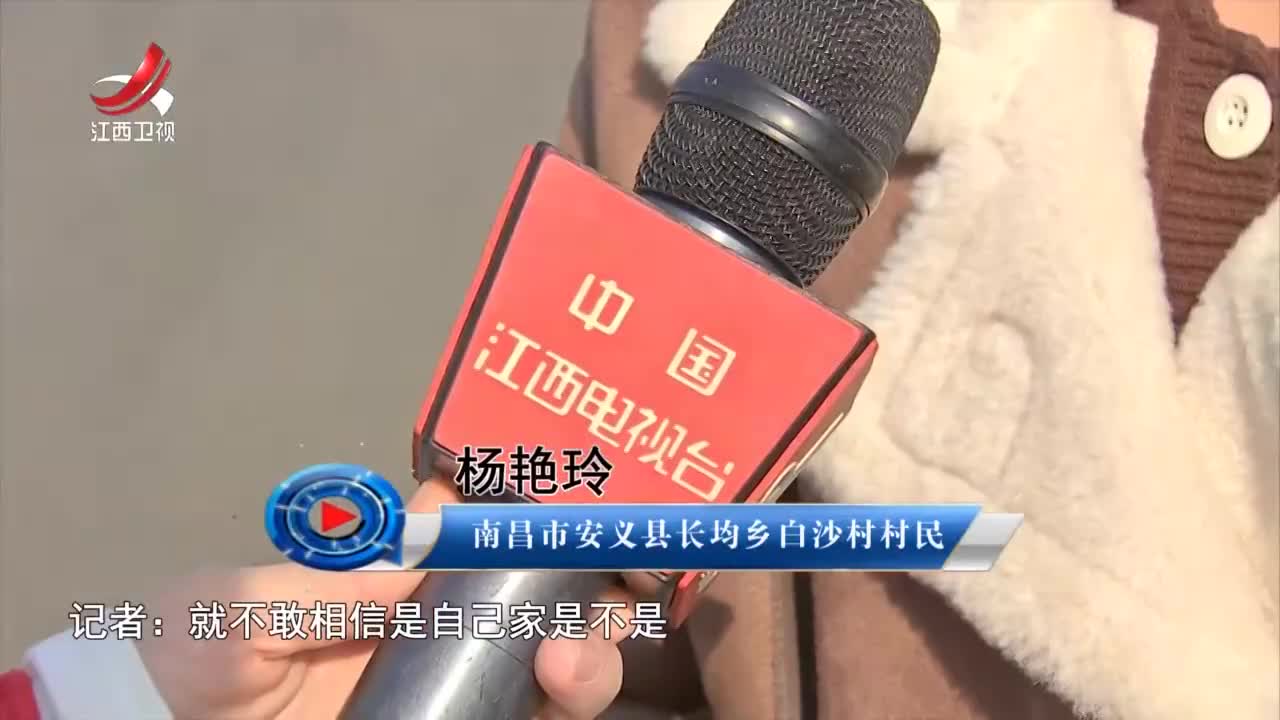 江西卫视
中国
江西电视台
杨艳玲
南昌市安义县长均乡白沙村村民
记者：就不敢相信是自己家是不是